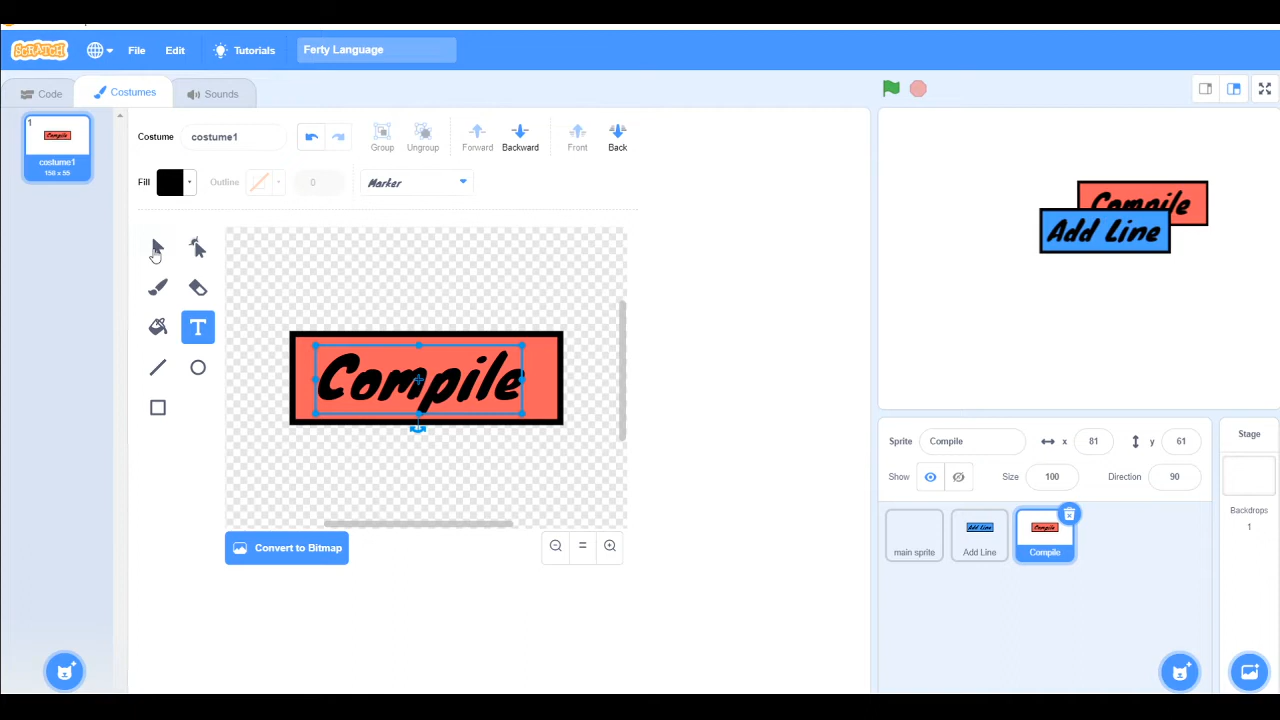 SCRATCH File Edit Tutorials Ferty Language
Code Costumes Sounds
1
Compile
costume1
158 x 55
Costume costume1 Group Ungroup Forward Backward Front Back
Fill Outline 0 Marker
T
Compile
Convert to Bitmap
Compile
Add Line
Sprite Compile x 81 y 61
Show Size 100 Direction 90
main sprite
Add Line
Add Line
Compile
Compile
Stage
Backdrops
1